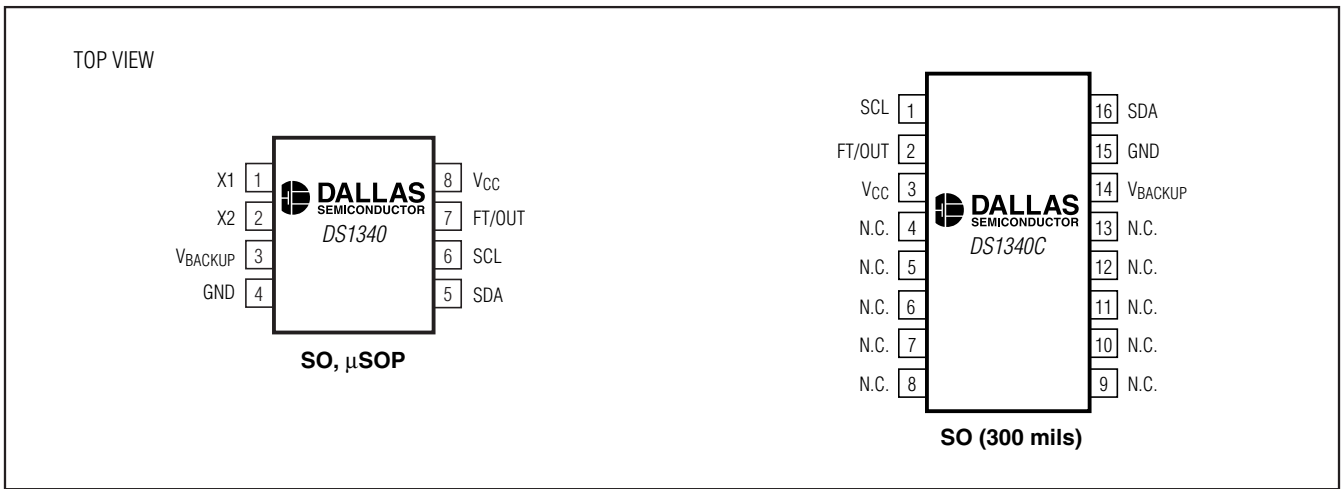 TOP VIEW
X1 1
X2 2
VBACKUP 3
GND 4
DALLAS
SEMICONDUCTOR
DS1340
8 VCC
7 FT/OUT
6 SCL
5 SDA
SO, µSOP
SCL 1
FT/OUT 2
VCC 3
N.C. 4
N.C. 5
N.C. 6
N.C. 7
N.C. 8
DALLAS
SEMICONDUCTOR
DS1340C
16 SDA
15 GND
14 VBACKUP
13 N.C.
12 N.C.
11 N.C.
10 N.C.
9 N.C.
SO (300 mils)